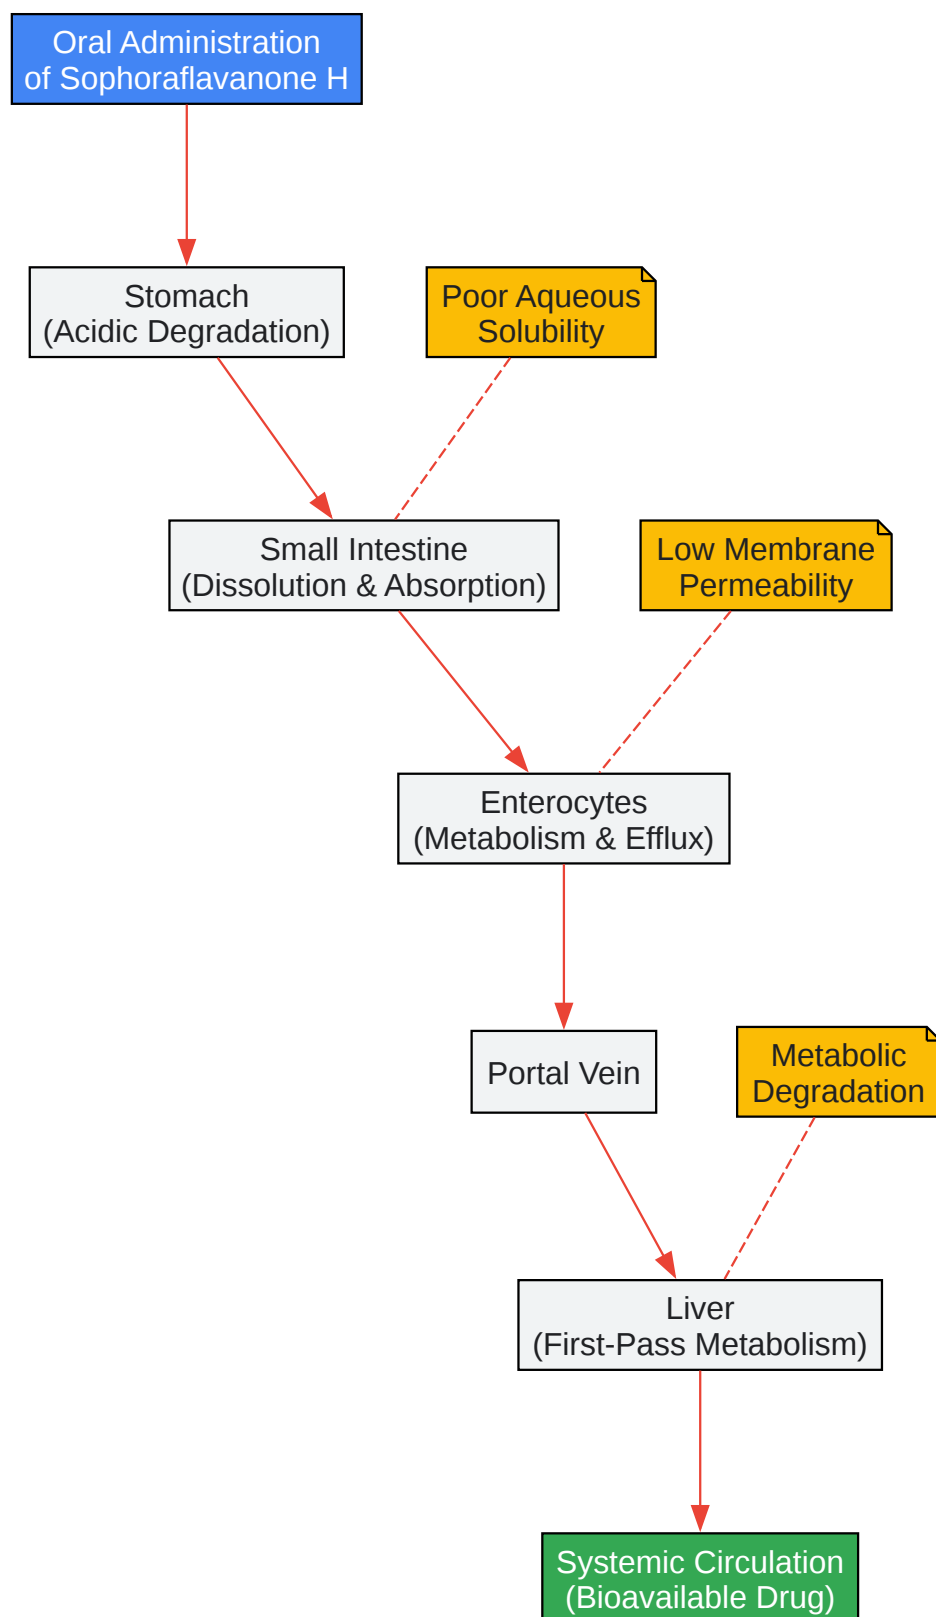 Oral Administration
of Sophoraflavanone H
Stomach
(Acidic Degradation)
Poor Aqueous
Solubility
Small Intestine
(Dissolution & Absorption)
Low Membrane
Permeability
Enterocytes
(Metabolism & Efflux)
Portal Vein
Metabolic
Degradation
Liver
(First-Pass Metabolism)
Systemic Circulation
(Bioavailable Drug)